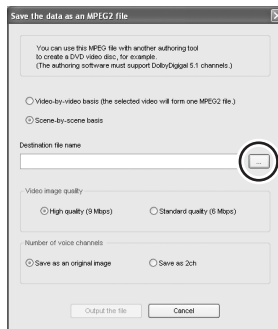 Save the data as an MPEG2 file
You can use this MPEG file with another authoring tool
to create a DVD video disc, for example.
(The authoring software must support DolbyDigigal 5.1 channels.)
Video-by-video basis (the selected video will form one MPEG2 file.)
Scene-by-scene basis
Destination file name
...
Video image quality
High quality (9 Mbps)
Standard quality (6 Mbps)
Number of voice channels
Save as an original image
Save as 2ch
Output the file
Cancel